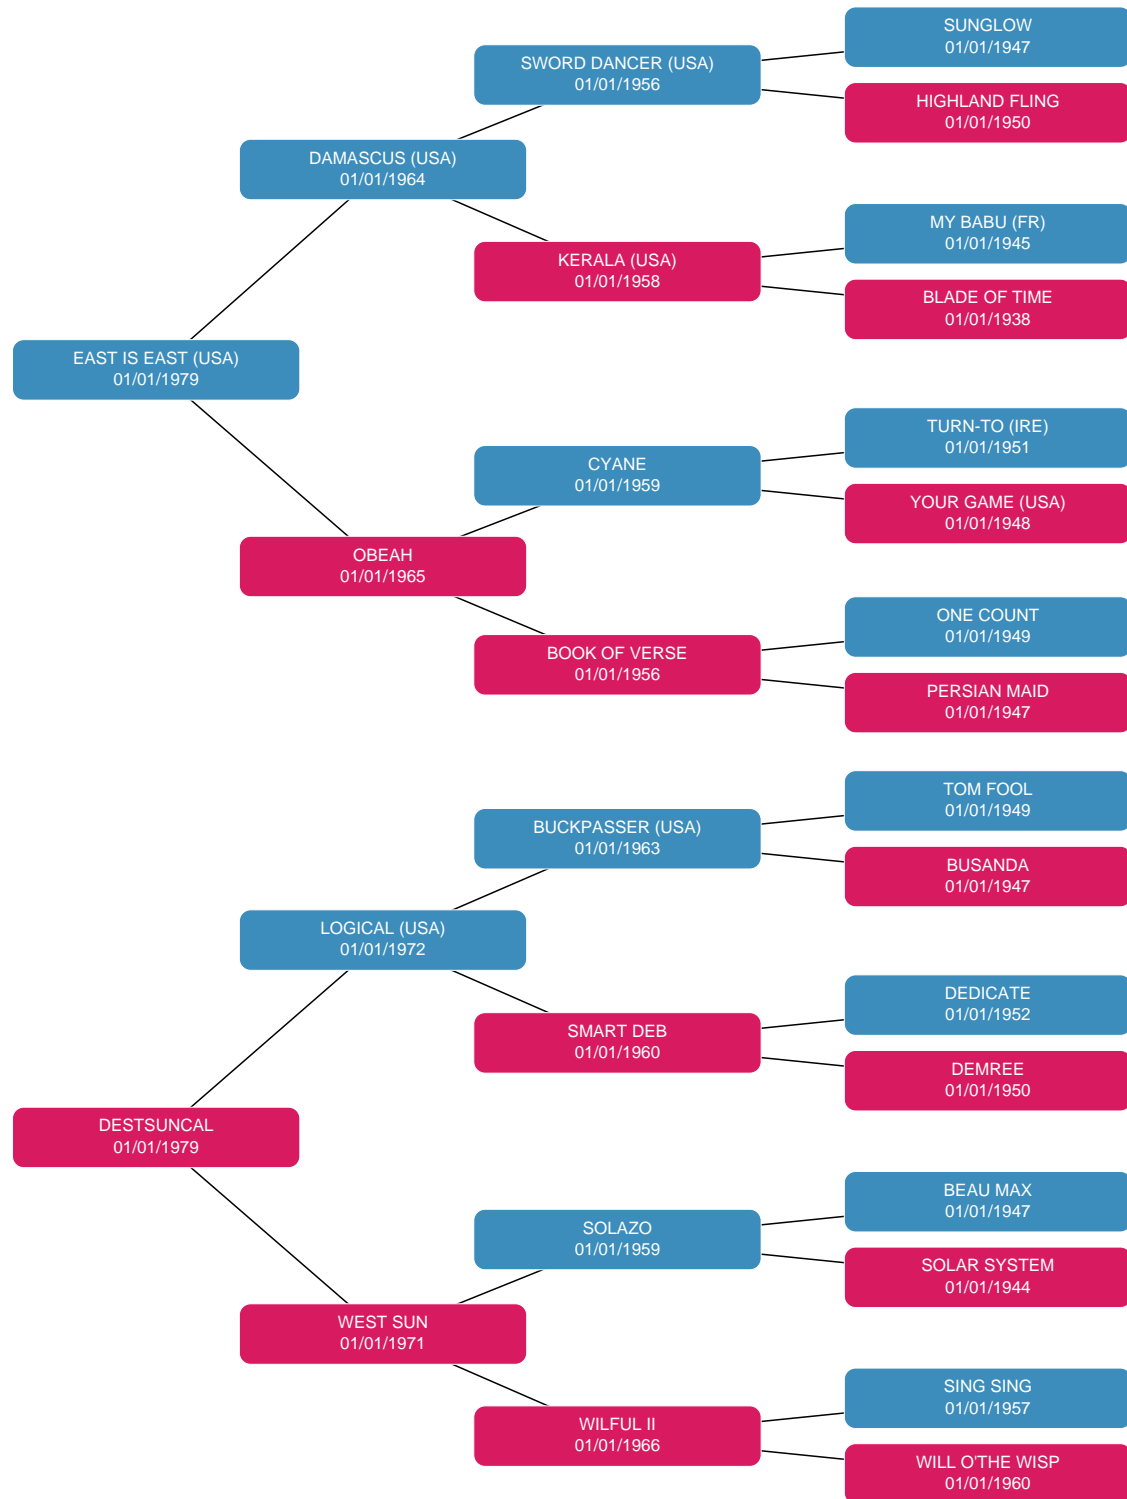 SUNGLOW
01/01/1947
SWORD DANCER (USA)
01/01/1956
HIGHLAND FLING
01/01/1950
DAMASCUS (USA)
01/01/1964
MY BABU (FR)
01/01/1945
KERALA (USA)
01/01/1958
BLADE OF TIME
01/01/1938
EAST IS EAST (USA)
01/01/1979
TURN-TO (IRE)
01/01/1951
CYANE
01/01/1959
YOUR GAME (USA)
01/01/1948
OBEAH
01/01/1965
ONE COUNT
01/01/1949
BOOK OF VERSE
01/01/1956
PERSIAN MAID
01/01/1947
TOM FOOL
01/01/1949
BUCKPASSER (USA)
01/01/1963
BUSANDA
01/01/1947
LOGICAL (USA)
01/01/1972
DEDICATE
01/01/1952
SMART DEB
01/01/1960
DEMREE
01/01/1950
DESTSUNCAL
01/01/1979
BEAU MAX
01/01/1947
SOLAZO
01/01/1959
SOLAR SYSTEM
01/01/1944
WEST SUN
01/01/1971
SING SING
01/01/1957
WILFUL II
01/01/1966
WILL O'THE WISP
01/01/1960